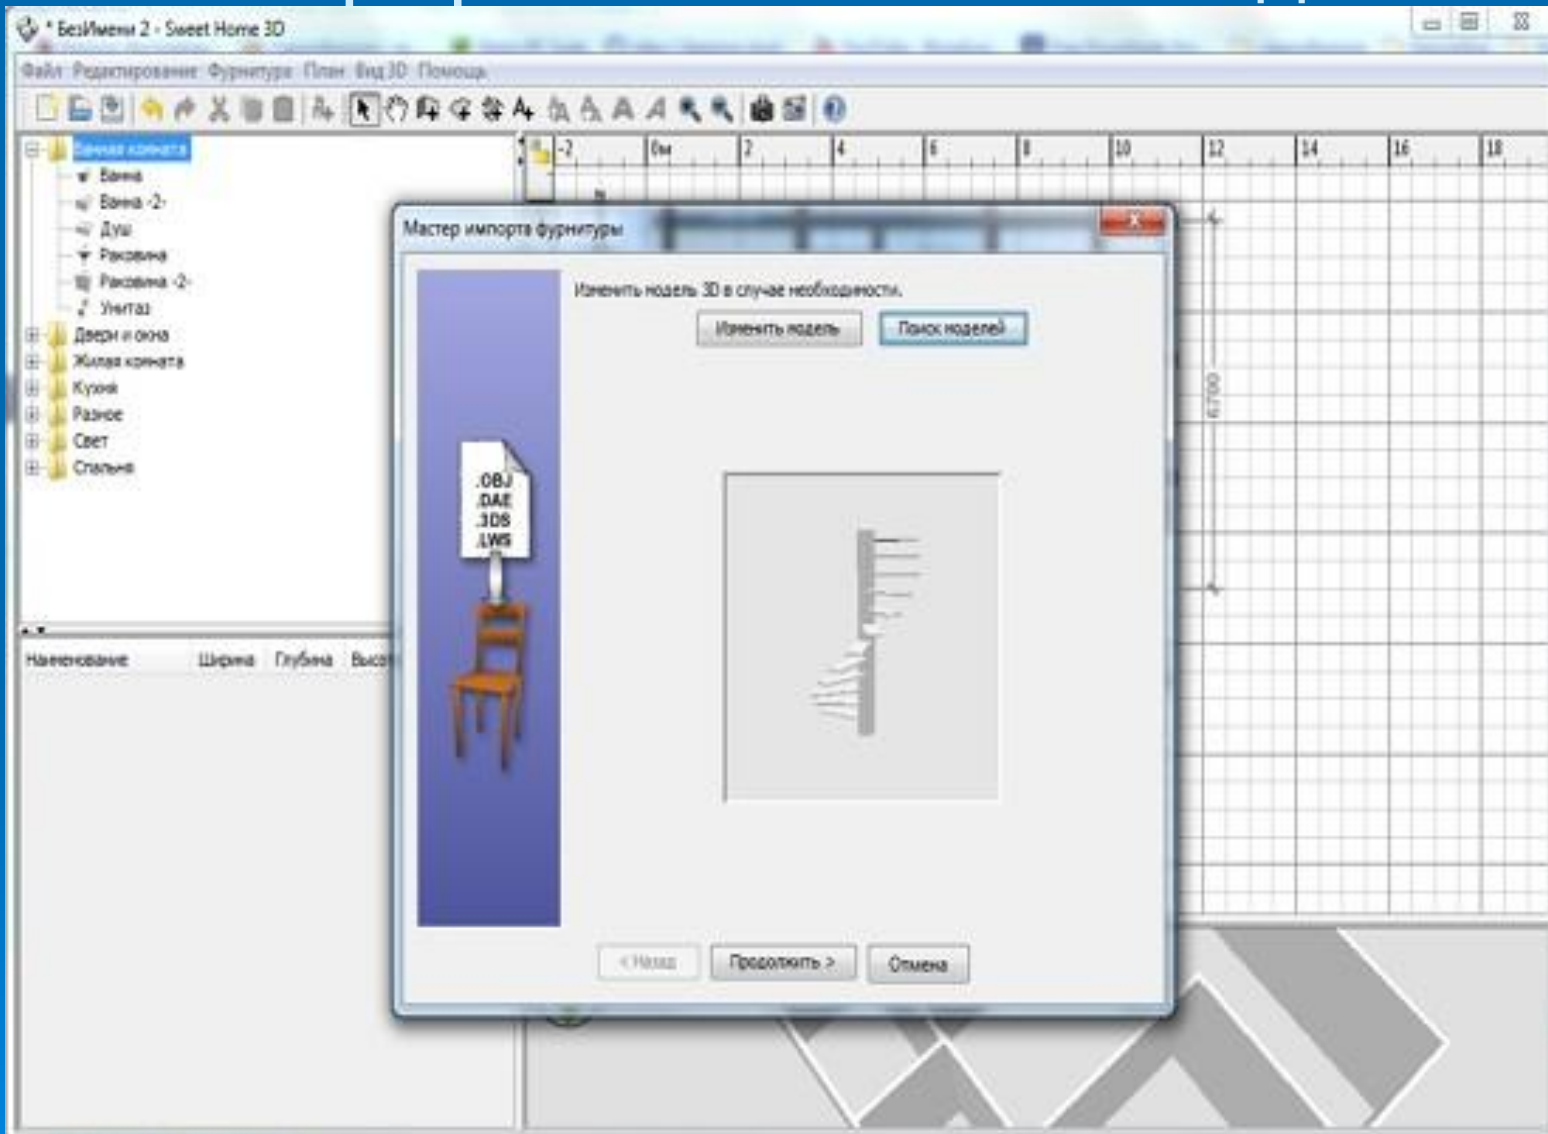 * БезИмени 2 - Sweet Home 3D
Файл Редактирование Фурнитура План Вид 3D Помощь
Ванная комната
Ванна
Ванна -2-
Душ
Раковина
Раковина -2-
Унитаз
Двери и окна
Жилая комната
Кухня
Разное
Свет
Спальня
-2 0м 2 4 6 8 10 12 14 16 18
6,700
Наименование Ширина Глубина
Мастер импорта фурнитуры
Изменить модель 3D в случае необходимости.
Изменить модель Поиск моделей
.OBJ
.DAE
.3DS
.LWS
< Назад Продолжить > Отмена